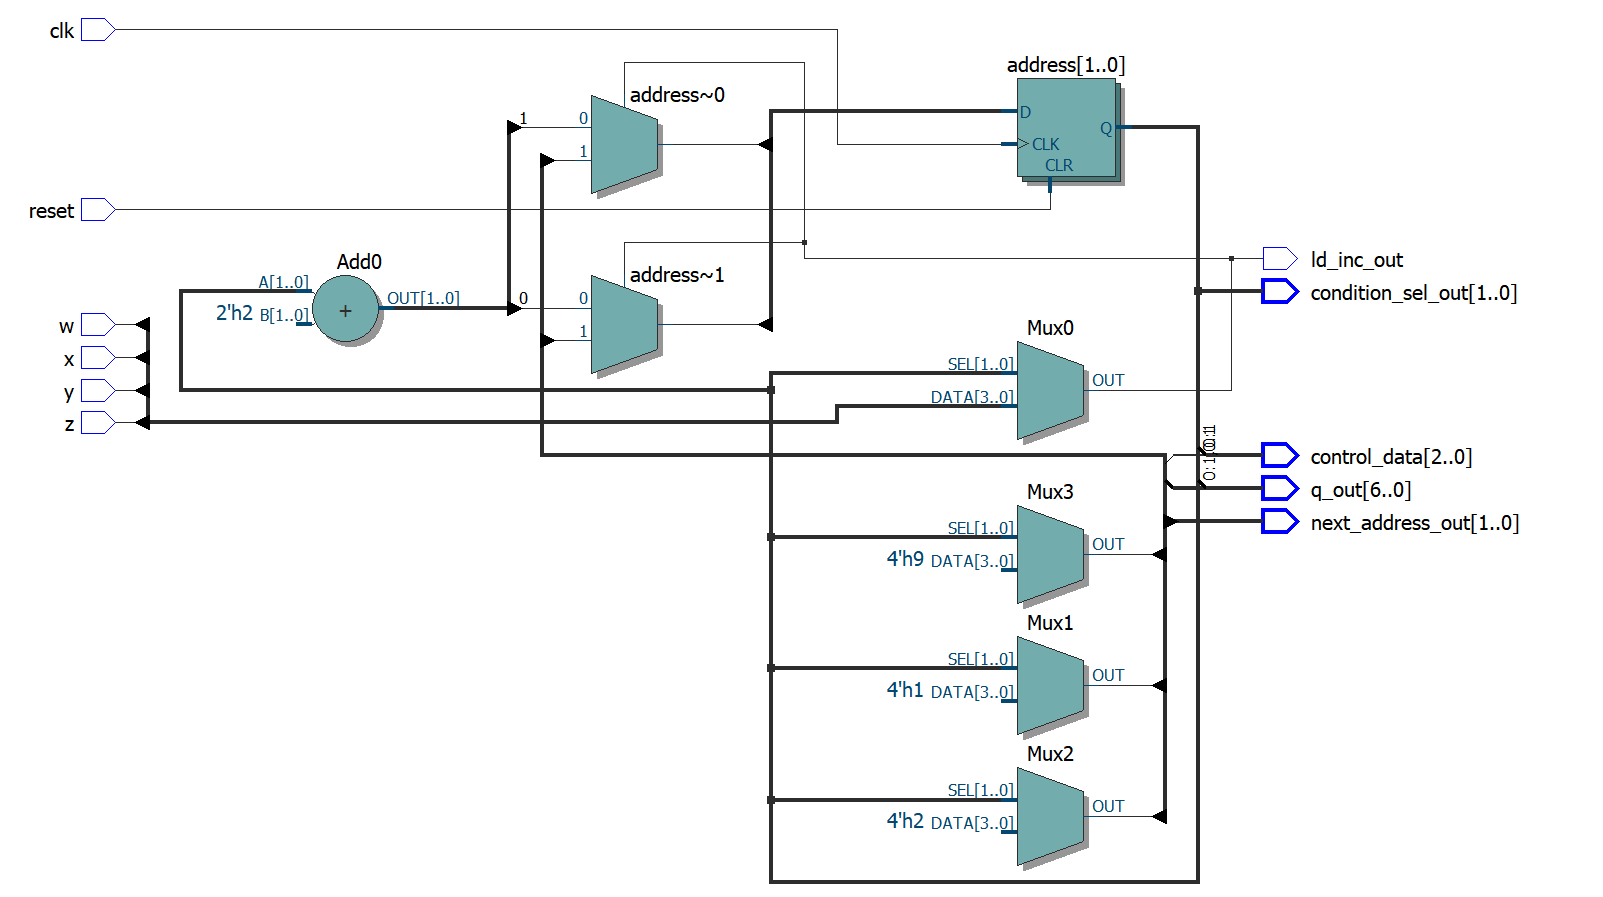 clk
address[1..0]
address~0
1
0
D
Q
CLK
1
CLR
reset
Add0
address~1
ld_inc_out
A[1..0]
OUT[1..0]
0
0
condition_sel_out[1..0]
2'h2 B[1..0]
+
w
Mux0
1
x
SEL[1..0]
OUT
y
DATA[3..0]
z
control_data[2..0]
Mux3
q_out[6..0]
SEL[1..0]
next_address_out[1..0]
OUT
4'h9 DATA[3..0]
Mux1
SEL[1..0]
OUT
4'h1 DATA[3..0]
Mux2
SEL[1..0]
OUT
4'h2 DATA[3..0]